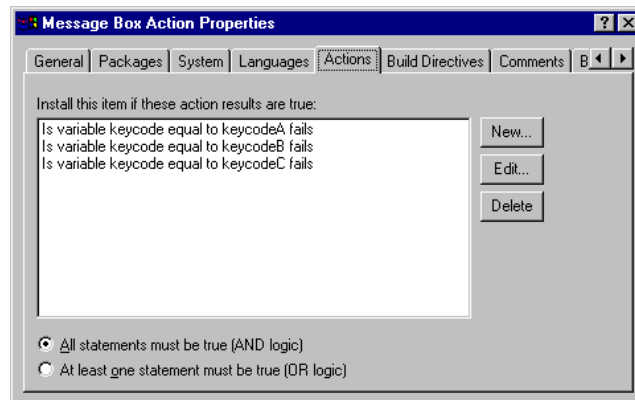 Message Box Action Properties
General Packages System Languages Actions Build Directives Comments B
Install this item if these action results are true:
Is variable keycode equal to keycodeA fails
Is variable keycode equal to keycodeB fails
Is variable keycode equal to keycodeC fails
New...
Edit...
Delete
All statements must be true (AND logic)
At least one statement must be true (OR logic)